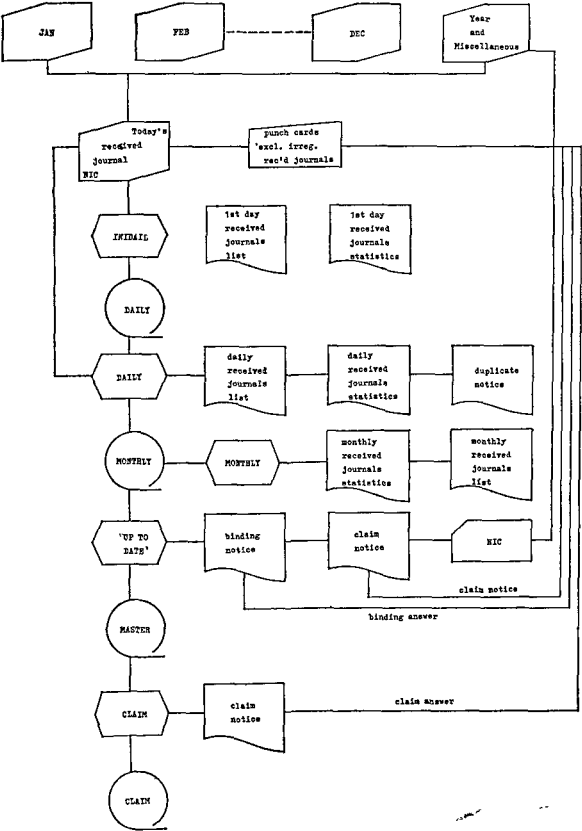 JAN
FEB
DEC
Year
and
Miscellaneous
Today's
received
journal
NIC
punch cards
'excl. irreg.
rec'd journals
INIDAIL
1st day
received
journals
list
1st day
received
journals
statistics
DAILY
DAILY
daily
received
journals
list
daily
received
journals
statistics
duplicate
notices
MONTHLY
MONTHLY
monthly
received
journals
statistics
monthly
received
journals
list
'UP TO
DATE'
binding
notice
claim
notice
NIC
claim notice
binding answer
MASTER
CLAIM
claim
notice
claim answer
CLAIM